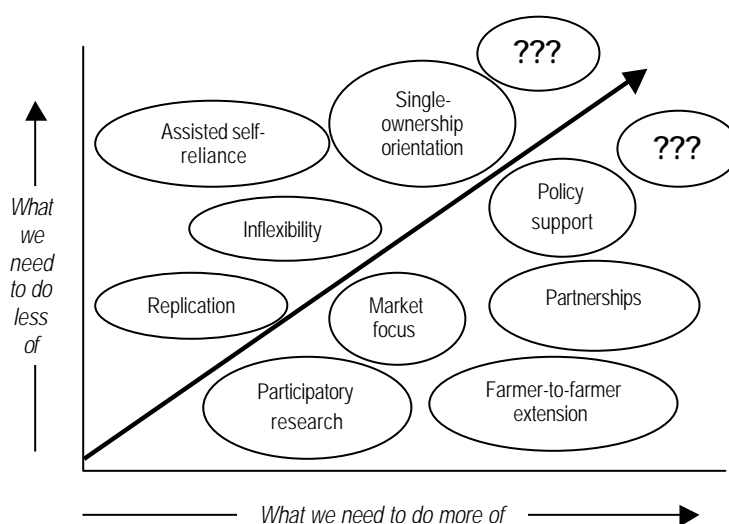 ???
Single-
ownership
orientation
Assisted self-
reliance
???
Policy
support
What
we
need
to do
less
of
Inflexibility
Replication
Market
focus
Partnerships
Participatory
research
Farmer-to-farmer
extension
What we need to do more of